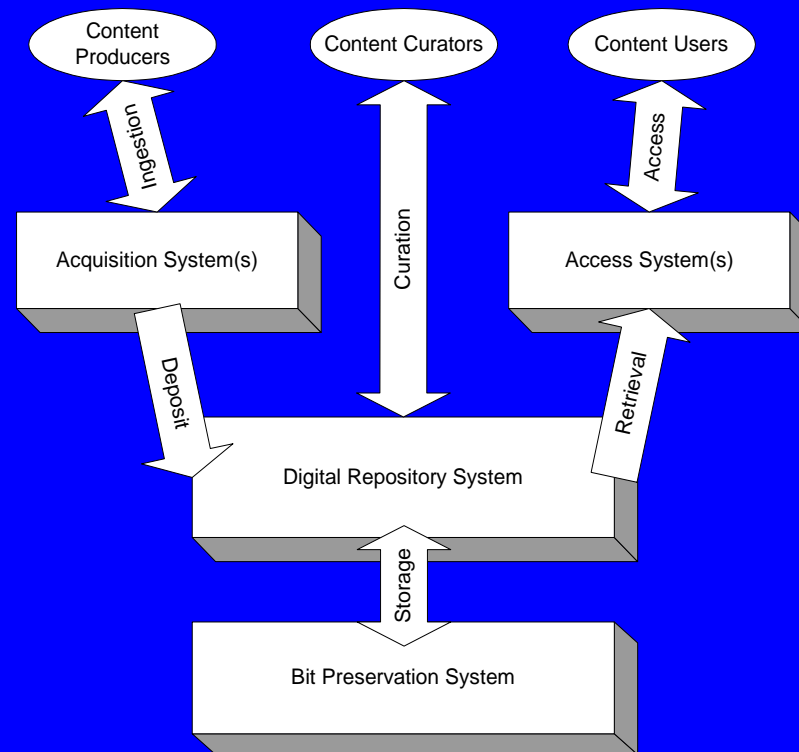 Content
Producers
Content Curators
Content Users
Ingestion
Access
Acquisition System(s)
Curation
Access System(s)
Deposit
Retrieval
Digital Repository System
Storage
Bit Preservation System